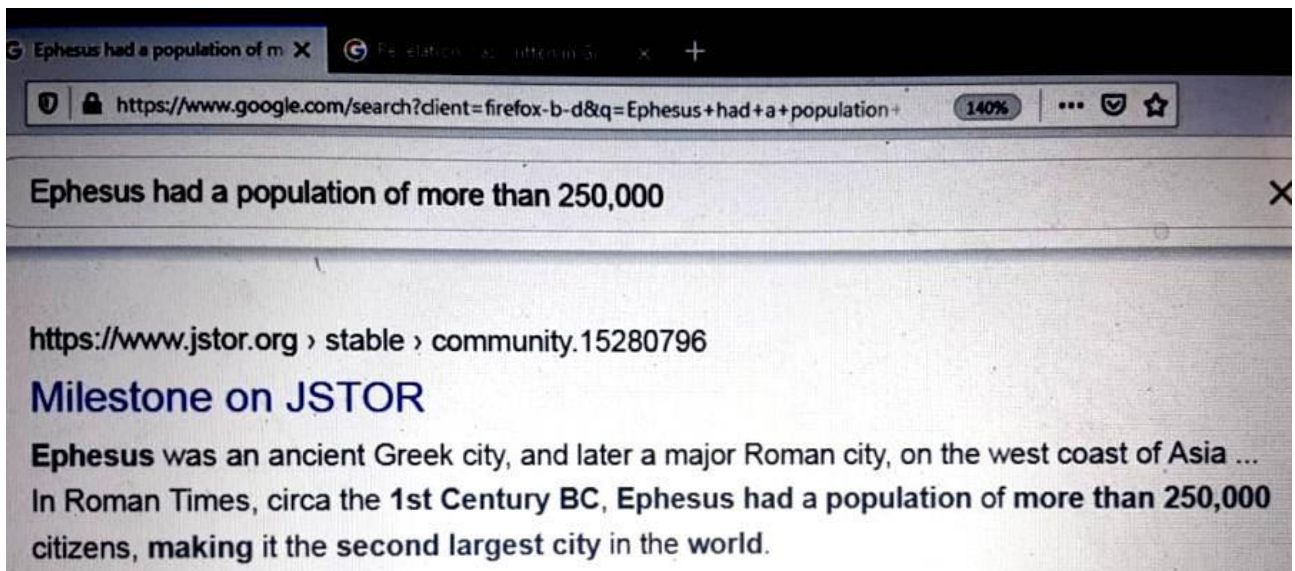 Ephesus had a population of m
https://www.google.com/search?client=firefox-b-d&q=Ephesus+had+a+population+
140%
Ephesus had a population of more than 250,000
https://www.jstor.org › stable › community.15280796
Milestone on JSTOR
Ephesus was an ancient Greek city, and later a major Roman city, on the west coast of Asia ...
In Roman Times, circa the 1st Century BC, Ephesus had a population of more than 250,000
citizens, making it the second largest city in the world.